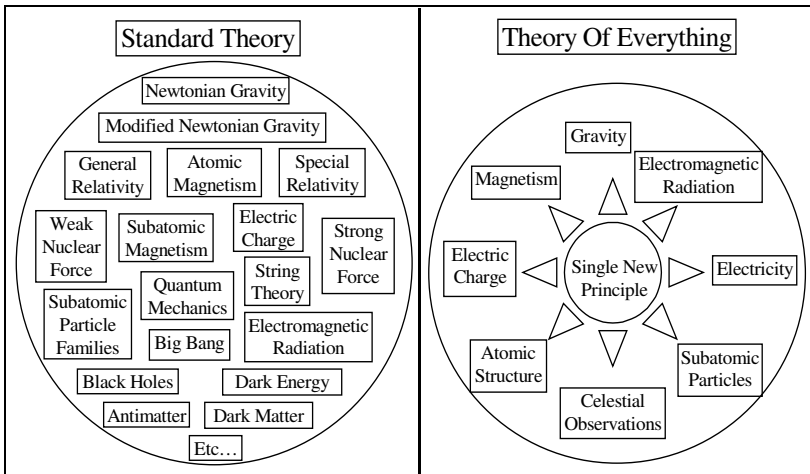 Standard Theory
Newtonian Gravity
Modified Newtonian Gravity
General
Relativity
Atomic
Magnetism
Special
Relativity
Weak
Nuclear
Force
Subatomic
Magnetism
Electric
Charge
Strong
Nuclear
Force
Quantum
Mechanics
String
Theory
Subatomic
Particle
Families
Big Bang
Electromagnetic
Radiation
Black Holes
Dark Energy
Antimatter
Dark Matter
Etc…
Theory Of Everything
Gravity
Electromagnetic
Radiation
Magnetism
Electric
Charge
Single New
Principle
Electricity
Atomic
Structure
Subatomic
Particles
Celestial
Observations